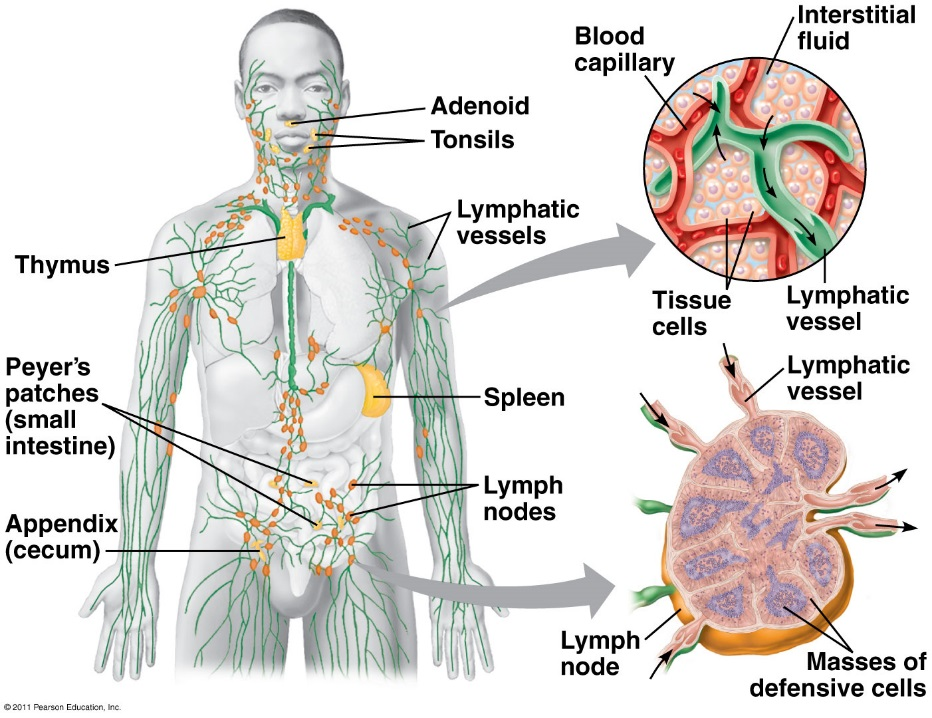 Adenoid
Tonsils
Lymphatic
vessels
Thymus
Peyer's
patches
(small
intestine)
Appendix
(cecum)
Spleen
Lymph
nodes
Blood
capillary
Interstitial
fluid
Tissue
cells
Lymphatic
vessel
Lymphatic
vessel
Lymph
node
Masses of
defensive cells
© 2011 Pearson Education, Inc.